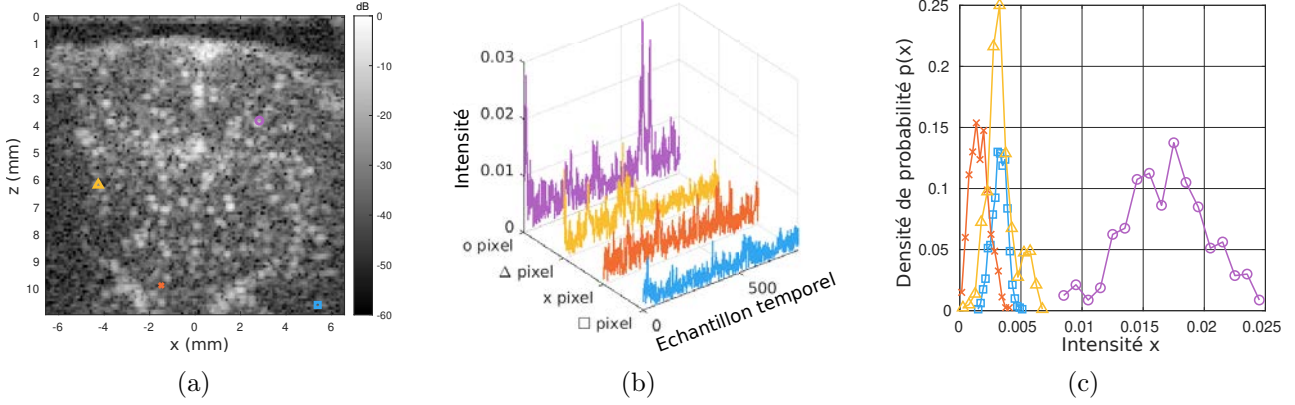 dB
0
-10
-20
-30
-40
-50
-60
0
1
2
3
4
5
6
7
8
9
10
z (mm)
-6 -4 -2 0 2 4 6
x (mm)
(a)
0.03
0.02
0.01
0
Intensité
o pixel
Δ pixel
x pixel
□ pixel
0
500
Echantillon temporel
(b)
0.25
0.2
0.15
0.1
0.05
0
Densité de probabilité p(x)
0 0.005 0.01 0.015 0.02 0.025
Intensité x
(c)